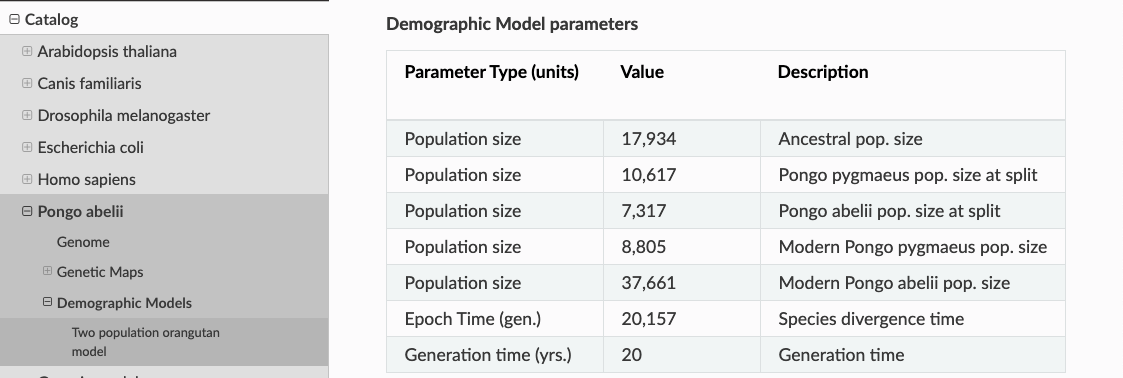 Catalog
Arabidopsis thaliana
Canis familiaris
Drosophila melanogaster
Escherichia coli
Homo sapiens
Pongo abelii
Genome
Genetic Maps
Demographic Models
Two population orangutan
model
Demographic Model parameters
Parameter Type (units) Value Description
Population size 17,934 Ancestral pop. size
Population size 10,617 Pongo pygmaeus pop. size at split
Population size 7,317 Pongo abelii pop. size at split
Population size 8,805 Modern Pongo pygmaeus pop. size
Population size 37,661 Modern Pongo abelii pop. size
Epoch Time (gen.) 20,157 Species divergence time
Generation time (yrs.) 20 Generation time